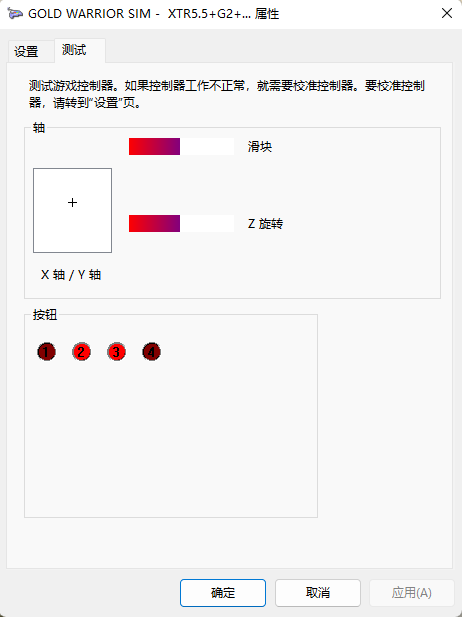 GOLD WARRIOR SIM - XTR5.5+G2+... 属性
设置
测试
测试游戏控制器。如果控制器工作不正常，就需要校准控制器。要校准控制
器，请转到“设置”页。
轴
滑块
Z 旋转
X 轴 / Y 轴
按钮
1 2 3 4
确定
取消
应用(A)